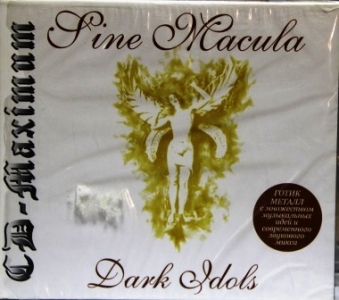 Sine Macula
CD-Maximum
ГОТИК
МЕТАЛЛ
с множеством
музыкальных
идей и
современного
звукового
микса
Dark Idols